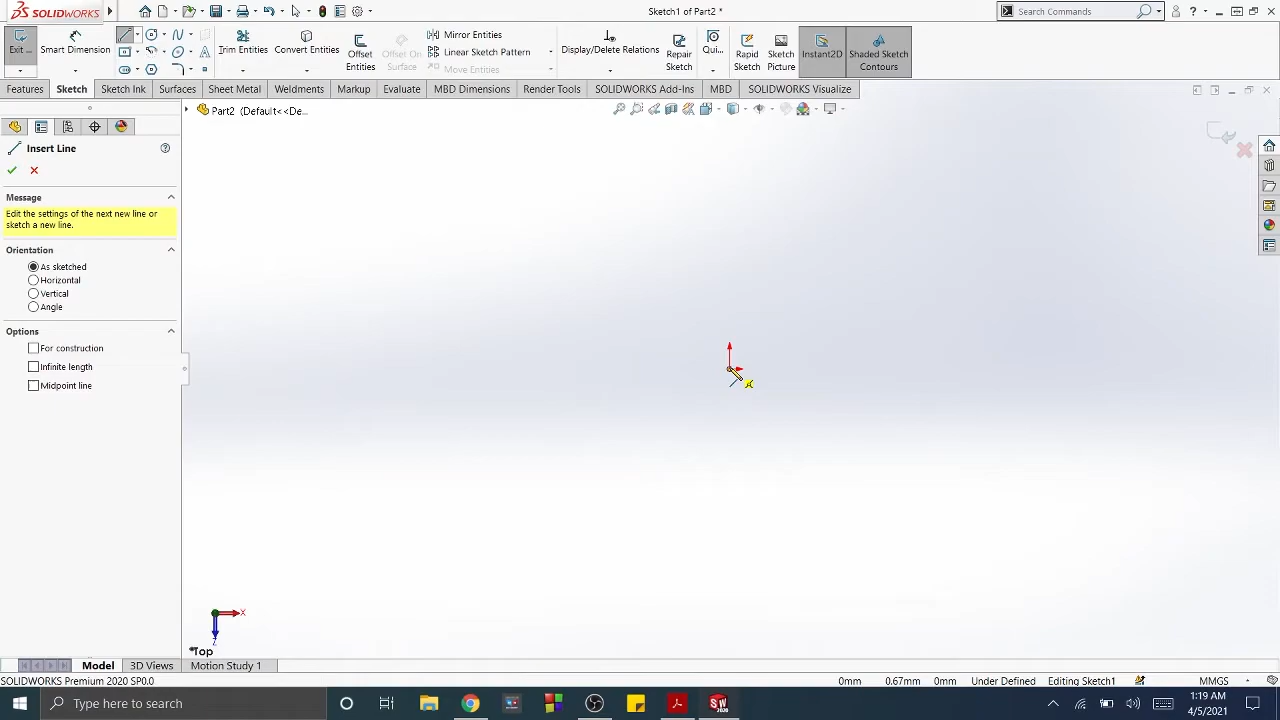 SOLIDWORKS
Sketch1 of Part2 *
Search Commands
?
Exit...
Smart Dimension
Trim Entities
Convert Entities
Offset
Entities
Offset On
Surface
Mirror Entities
Linear Sketch Pattern
Move Entities
Display/Delete Relations
Repair
Sketch
Qui...
Rapid
Sketch
Sketch
Picture
Instant2D
Shaded Sketch
Contours
Features
Sketch
Sketch Ink
Surfaces
Sheet Metal
Weldments
Markup
Evaluate
MBD Dimensions
Render Tools
SOLIDWORKS Add-Ins
MBD
SOLIDWORKS Visualize
Part2 (Default<<De...
Insert Line
?
Message
Edit the settings of the next new line or
sketch a new line.
Orientation
As sketched
Horizontal
Vertical
Angle
Options
For construction
Infinite length
Midpoint line
X
Z
*Top
Model
3D Views
Motion Study 1
SOLIDWORKS Premium 2020 SP0.0
0mm
0.67mm
0mm
Under Defined
Editing Sketch1
MMGS
Type here to search
SW
2020
1:19 AM
4/5/2021